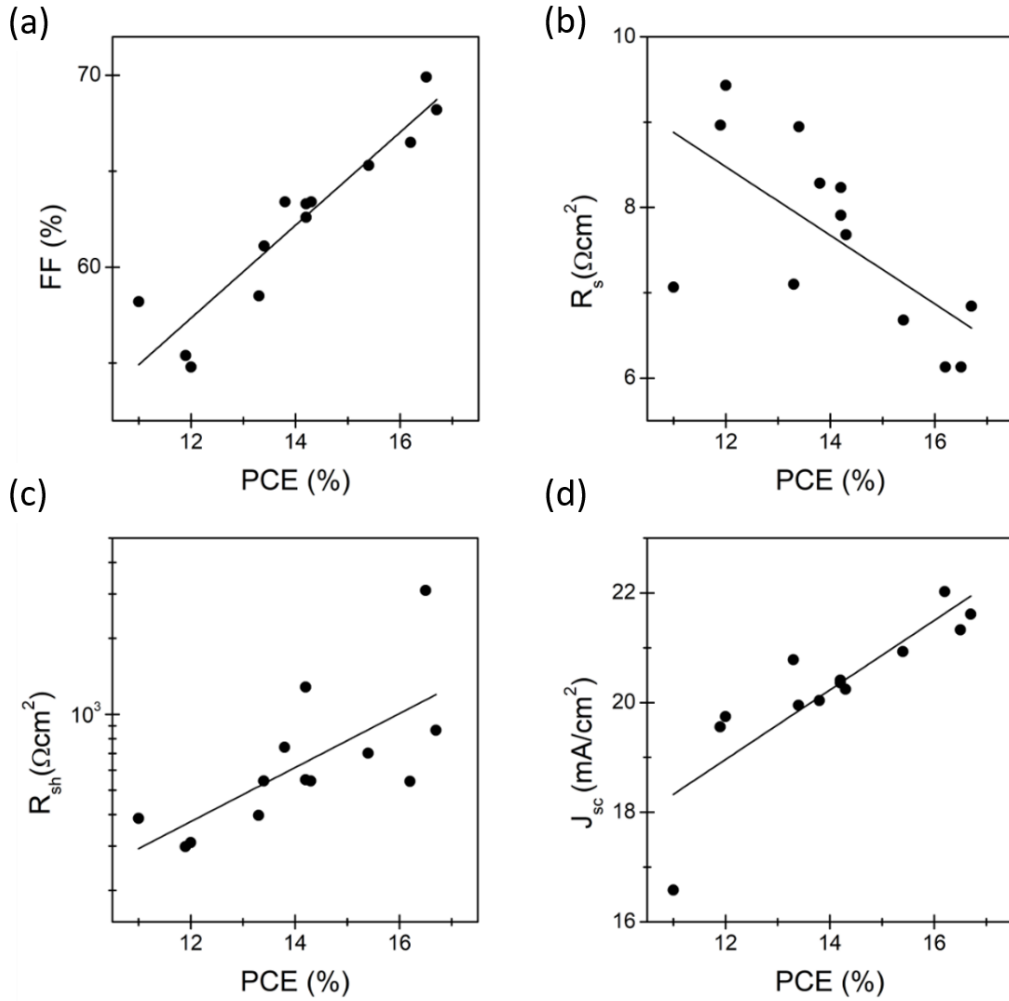 (a)
70
60
FF (%)
12 14 16
PCE (%)
(b)
10
8
6
Rₛ(Ωcm²)
12 14 16
PCE (%)
(c)
10³
Rₛₕ(Ωcm²)
12 14 16
PCE (%)
(d)
22
20
18
16
J_sc (mA/cm²)
12 14 16
PCE (%)